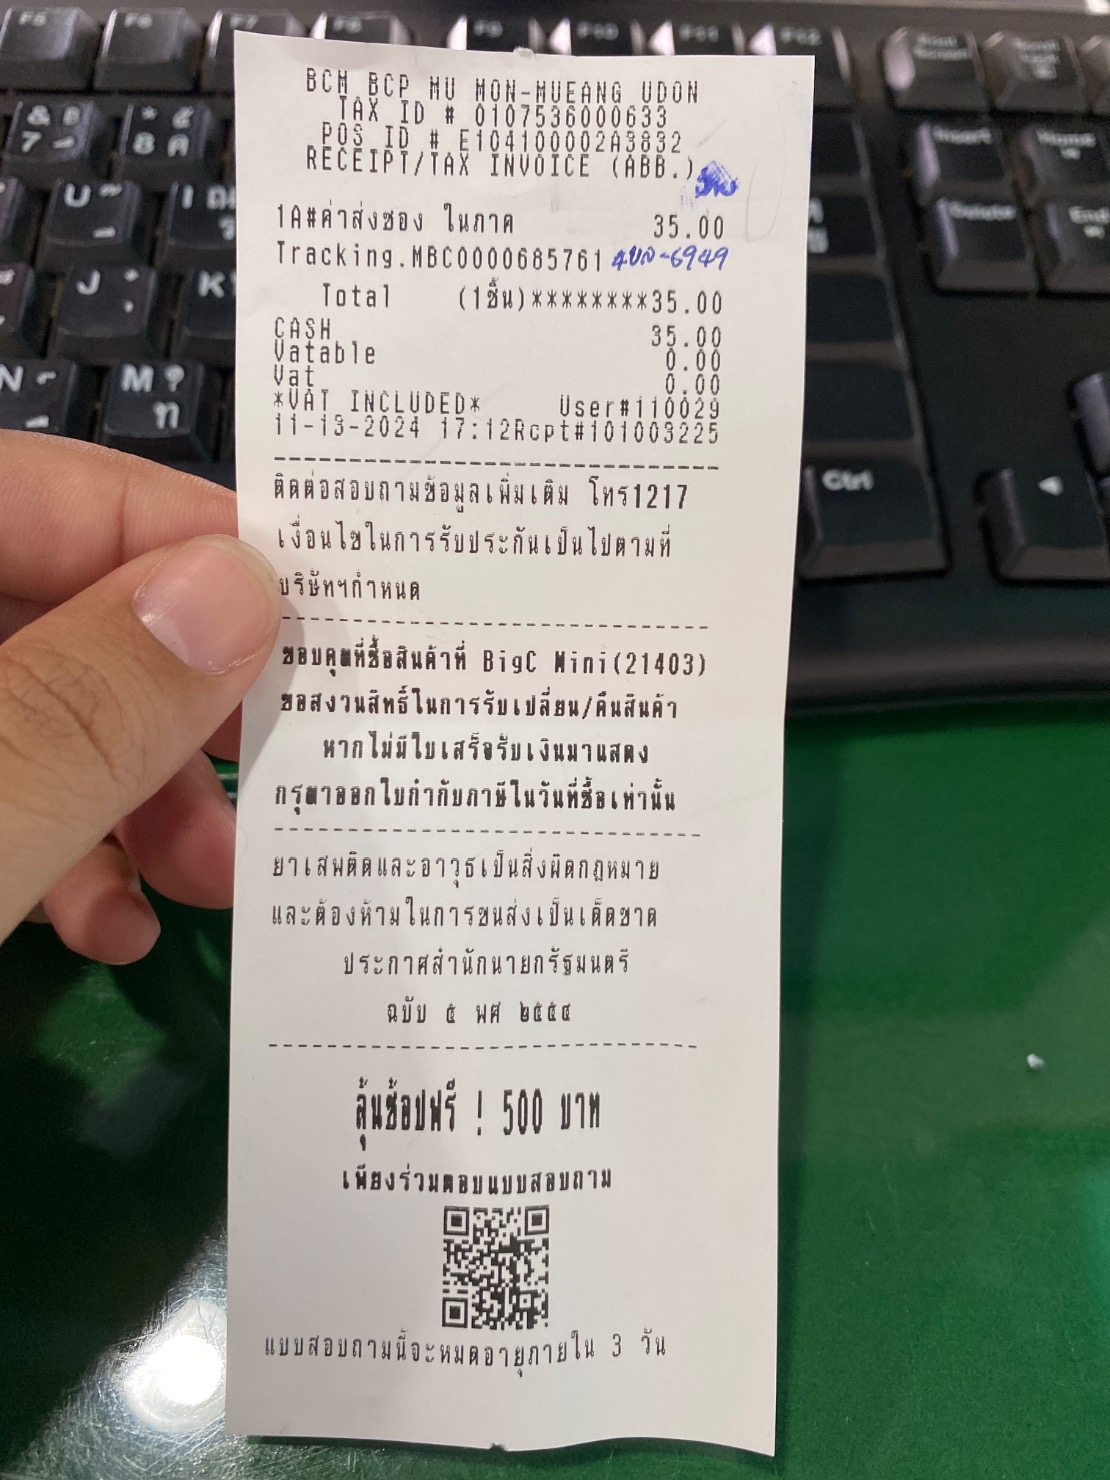 BCM BCP MU MON-MUEANG UDON
TAX ID # 0107536000633
POS ID # E104100002A3832
RECEIPT/TAX INVOICE (ABB.)
1A#ค่าส่งซอง ในภาค 35.00
Tracking.MBC0000685761 4ขก-6949
Total (1ชิ้น)********35.00
CASH 35.00
Vatable 0.00
Vat 0.00
*VAT INCLUDED* User#110029
11-13-2024 17:12Rcpt#101003225
ติดต่อสอบถามข้อมูลเพิ่มเติม โทร1217
เงื่อนไขในการรับประกันเป็นไปตามที่
บริษัทฯกำหนด
ขอบคุณที่ซื้อสินค้าที่ BigC Mini(21403)
ขอสงวนสิทธิ์ในการรับเปลี่ยน/คืนสินค้า
หากไม่มีใบเสร็จรับเงินมาแสดง
กรุณาออกใบกำกับภาษีในวันที่ซื้อเท่านั้น
ยาเสพติดและอาวุธเป็นสิ่งผิดกฎหมาย
และต้องห้ามในการขนส่งเป็นเด็ดขาด
ประกาศสำนักนายกรัฐมนตรี
ฉบับ ๕ พศ ๒๕๕๔
ลุ้นช้อปฟรี ! 500 บาท
เพียงร่วมตอบแบบสอบถาม
แบบสอบถามนี้จะหมดอายุภายใน 3 วัน